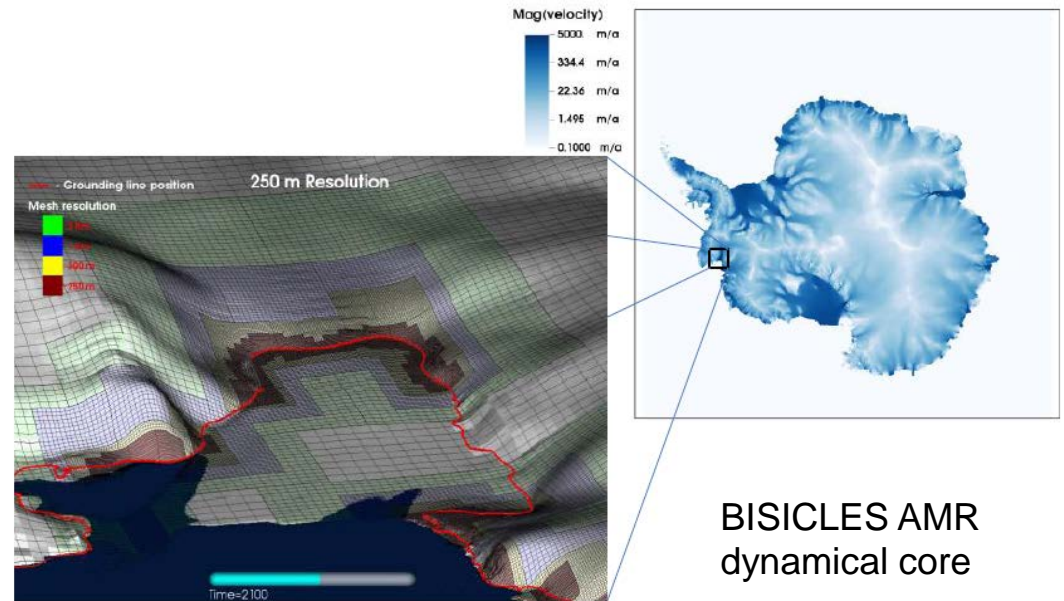 Mag(velocity)
5000. m/a
334.4 m/a
22.36 m/a
1.495 m/a
0.1000 m/a
- Grounding line position
250 m Resolution
Mesh resolution
Time=2100
BISICLES AMR
dynamical core